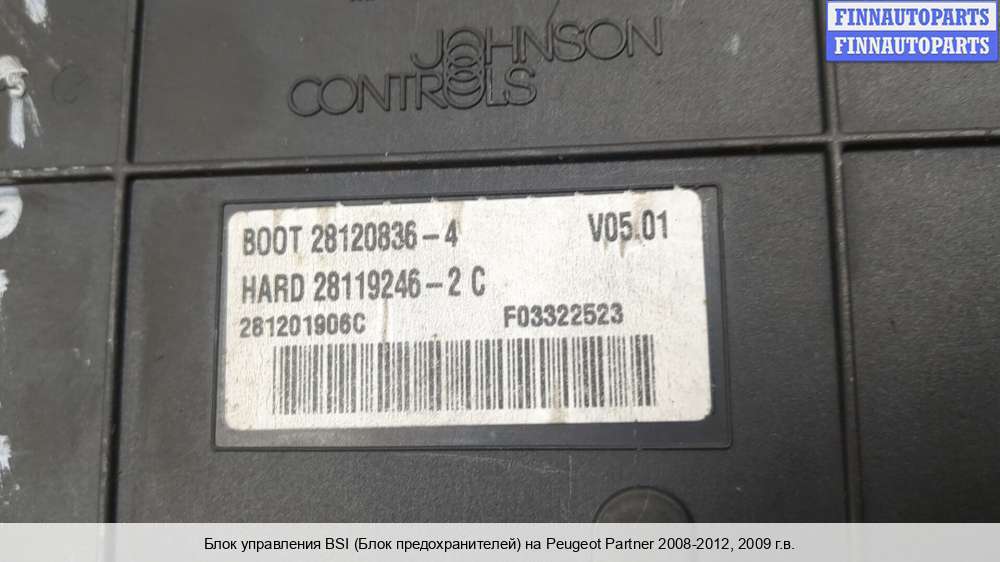 FINNAUTOPARTS
FINNAUTOPARTS
JOHNSON
CONTROLS
BOOT 28120836-4 V05.01
HARD 28119246-2 C
281201906C F03322523
Блок управления BSI (Блок предохранителей) на Peugeot Partner 2008-2012, 2009 г.в.